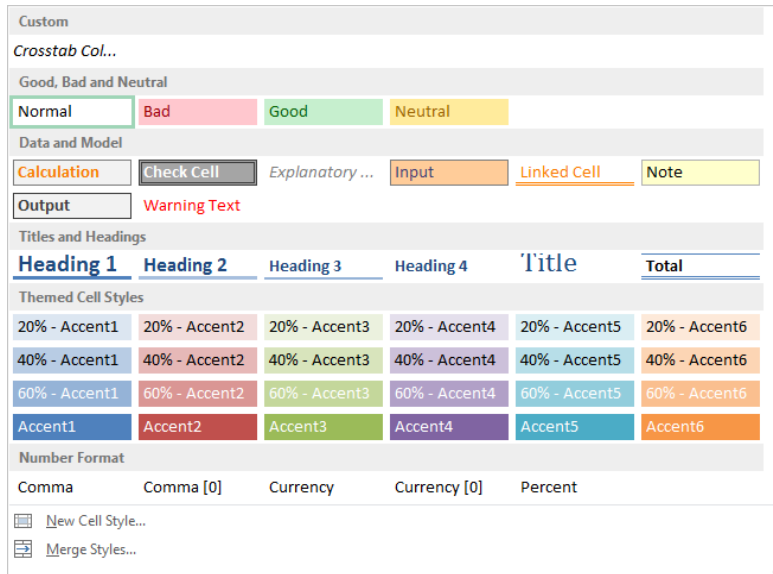 Custom
Crosstab Col...
Good, Bad and Neutral
Normal Bad Good Neutral
Data and Model
Calculation Check Cell Explanatory ... Input Linked Cell Note
Output Warning Text
Titles and Headings
Heading 1 Heading 2 Heading 3 Heading 4 Title Total
Themed Cell Styles
20% - Accent1 20% - Accent2 20% - Accent3 20% - Accent4 20% - Accent5 20% - Accent6
40% - Accent1 40% - Accent2 40% - Accent3 40% - Accent4 40% - Accent5 40% - Accent6
60% - Accent1 60% - Accent2 60% - Accent3 60% - Accent4 60% - Accent5 60% - Accent6
Accent1 Accent2 Accent3 Accent4 Accent5 Accent6
Number Format
Comma Comma [0] Currency Currency [0] Percent
New Cell Style...
Merge Styles...